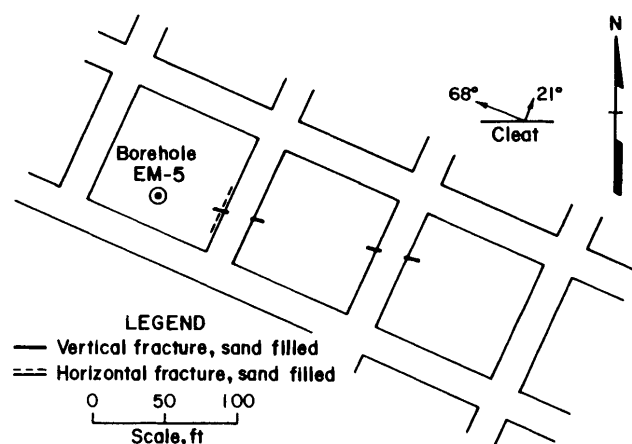 N
68° 21°
Cleat
Borehole
EM-5
LEGEND
Vertical fracture, sand filled
Horizontal fracture, sand filled
0 50 100
Scale, ft